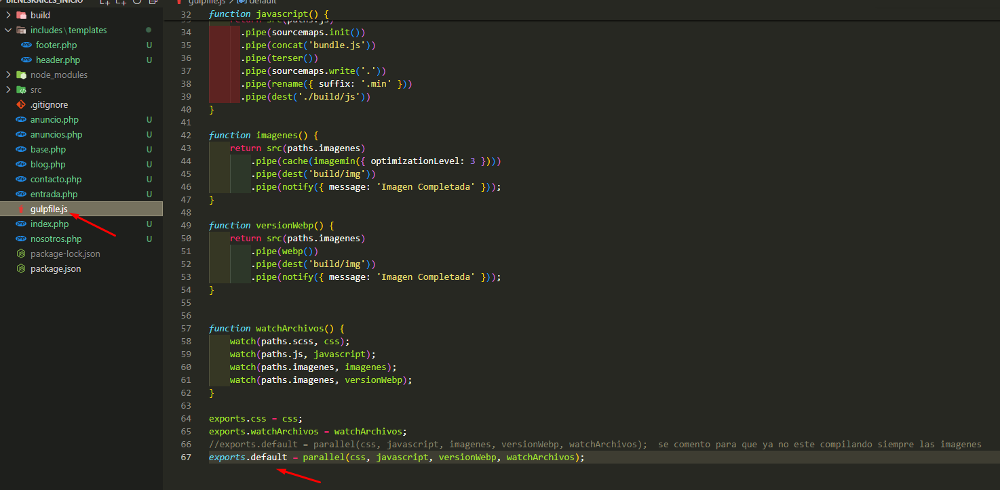 BIENESRAICES_INICIO
build
includes\templates
footer.php U
header.php U
node_modules
src
.gitignore
anuncio.php U
anuncios.php U
base.php U
blog.php U
contacto.php U
entrada.php U
gulpfile.js
index.php U
nosotros.php U
package-lock.json
package.json
gulpfile.js > default
32 function javascript() {
33 return src(paths.js)
34 .pipe(sourcemaps.init())
35 .pipe(concat('bundle.js'))
36 .pipe(terser())
37 .pipe(sourcemaps.write('.'))
38 .pipe(rename({ suffix: '.min' }))
39 .pipe(dest('./build/js'))
40 }
41
42 function imagenes() {
43 return src(paths.imagenes)
44 .pipe(cache(imagemin({ optimizationLevel: 3 })))
45 .pipe(dest('build/img'))
46 .pipe(notify({ message: 'Imagen Completada' }));
47 }
48
49 function versionWebp() {
50 return src(paths.imagenes)
51 .pipe(webp())
52 .pipe(dest('build/img'))
53 .pipe(notify({ message: 'Imagen Completada' }));
54 }
55
56
57 function watchArchivos() {
58 watch(paths.scss, css);
59 watch(paths.js, javascript);
60 watch(paths.imagenes, imagenes);
61 watch(paths.imagenes, versionWebp);
62 }
63
64 exports.css = css;
65 exports.watchArchivos = watchArchivos;
66 //exports.default = parallel(css, javascript, imagenes, versionWebp, watchArchivos);  se comento para que ya no este compilando siempre las imagenes
67 exports.default = parallel(css, javascript, versionWebp, watchArchivos);